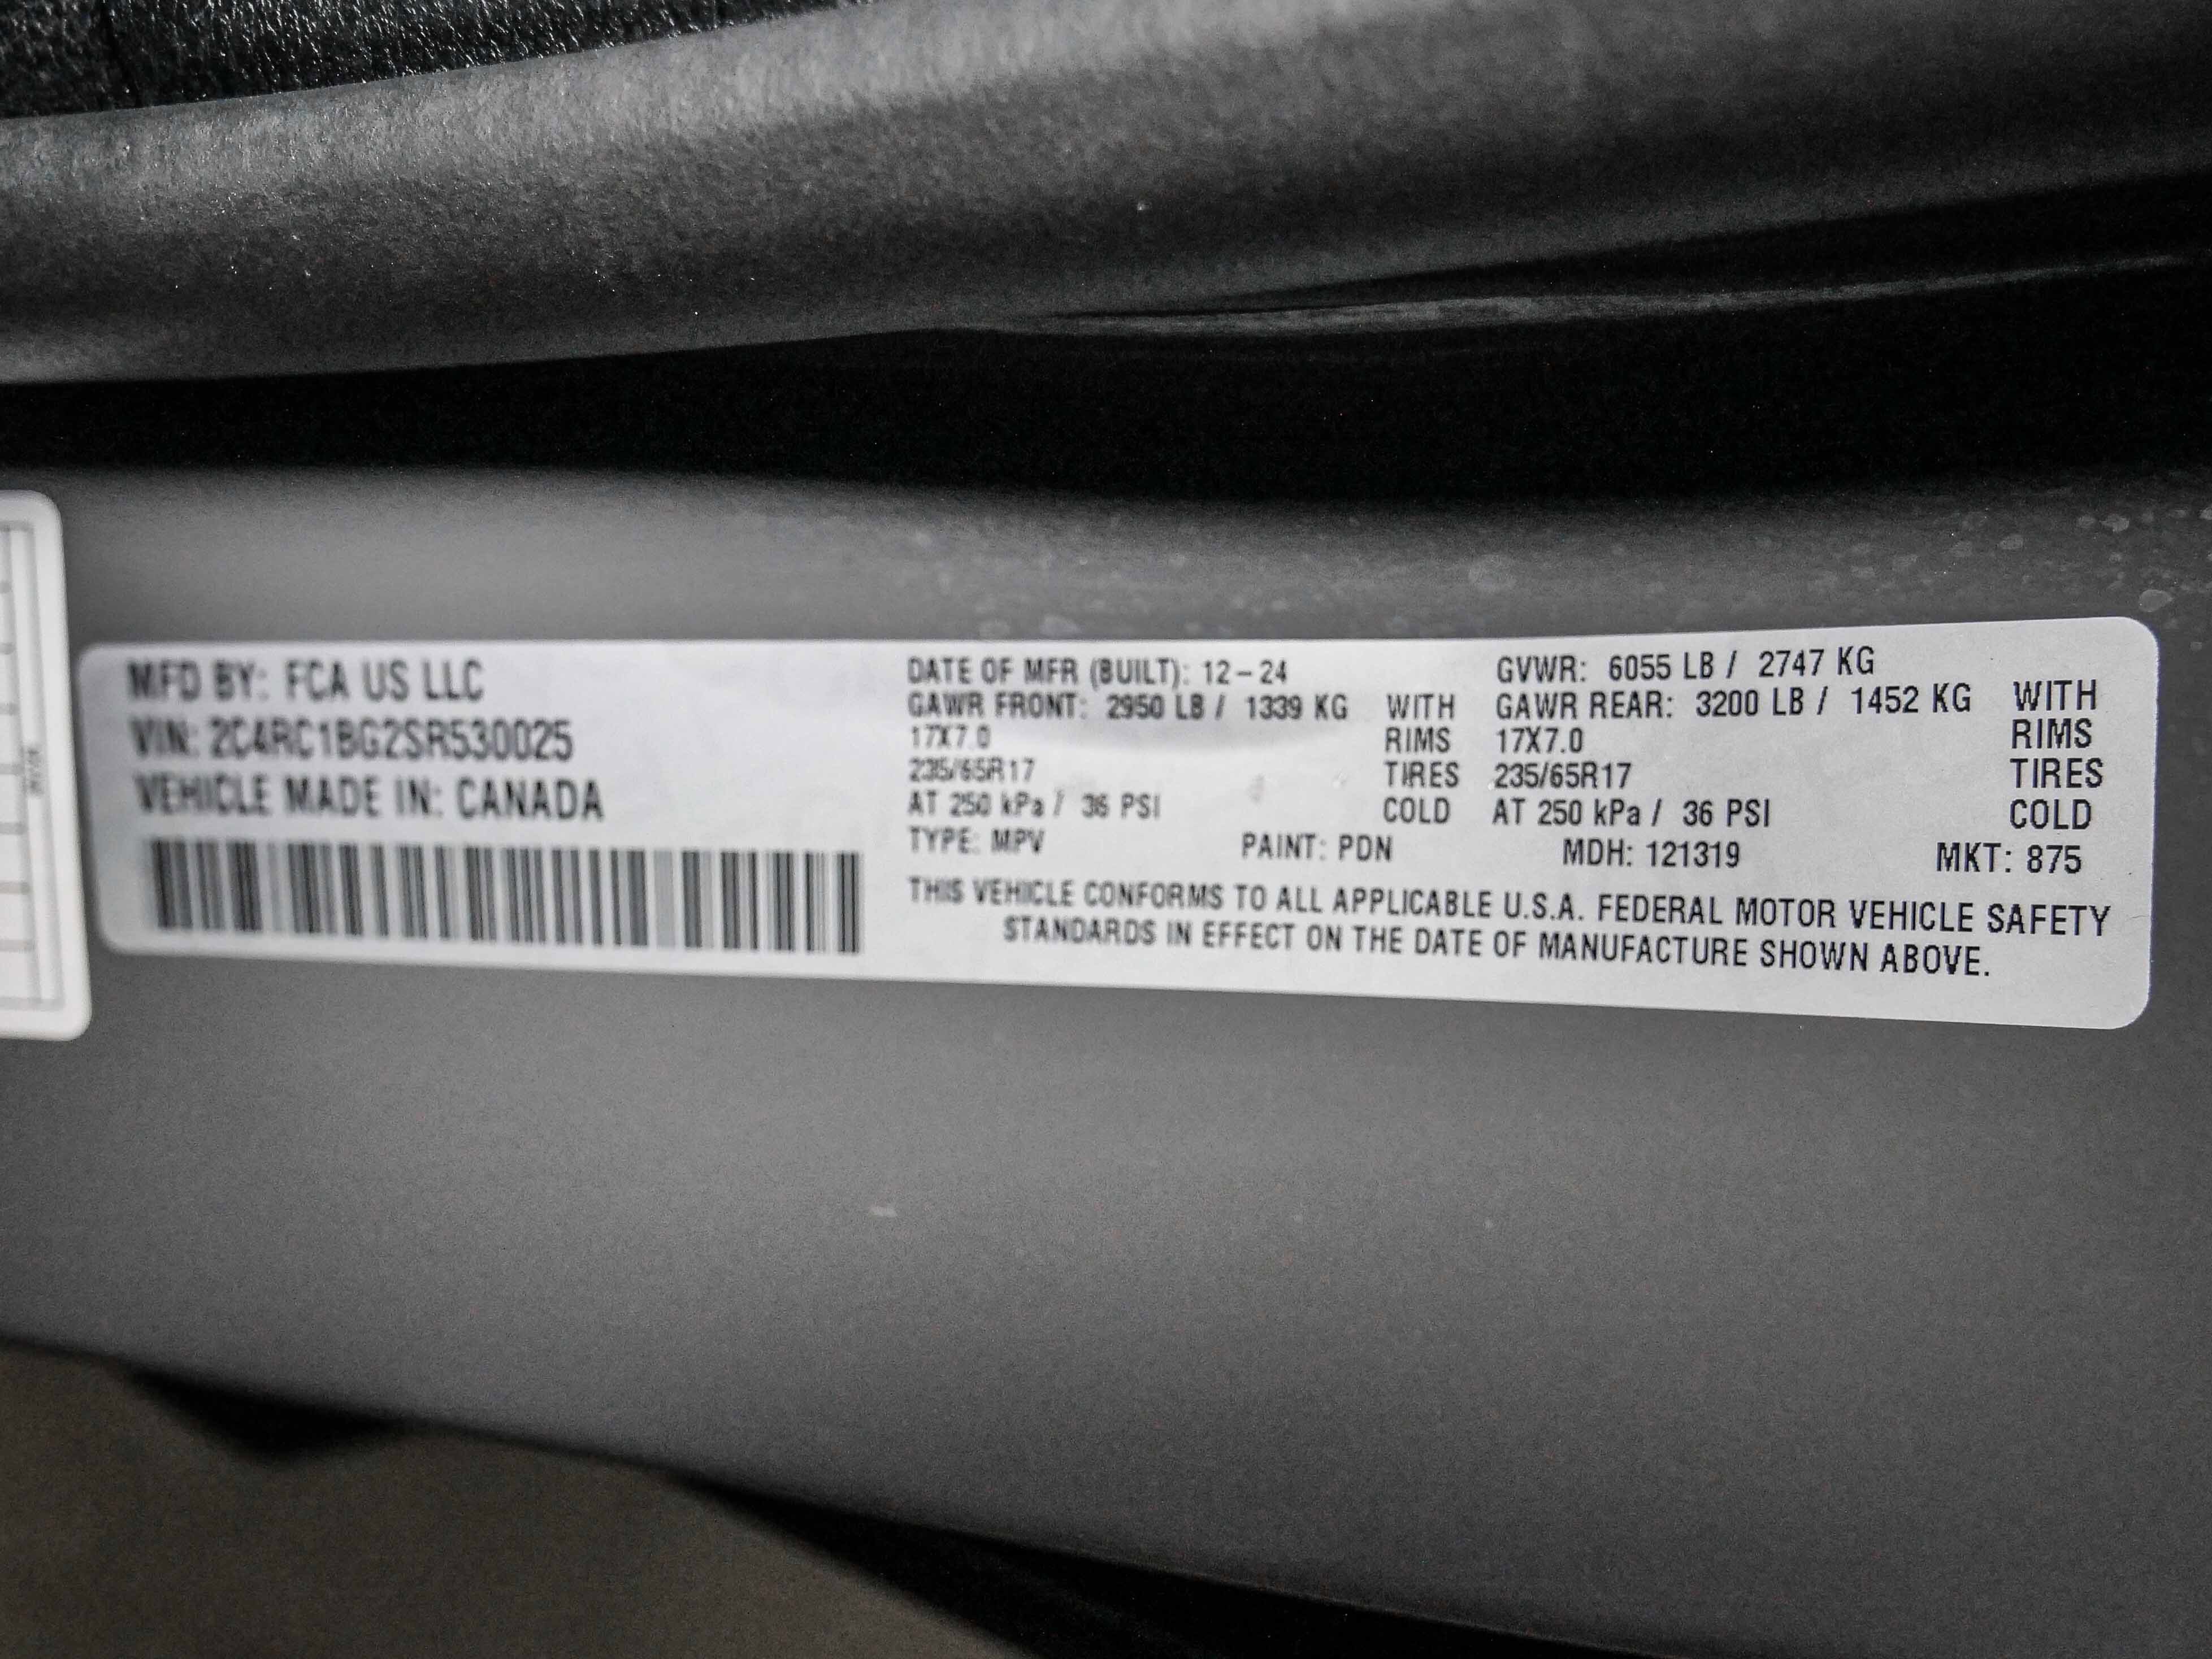 MFD BY: FCA US LLC
VIN: 2C4RC1BG2SR530025
VEHICLE MADE IN: CANADA
DATE OF MFR (BUILT): 12-24 GVWR: 6055 LB / 2747 KG
GAWR FRONT: 2950 LB / 1339 KG WITH GAWR REAR: 3200 LB / 1452 KG WITH
17X7.0 RIMS 17X7.0 RIMS
235/65R17 TIRES 235/65R17 TIRES
AT 250 kPa / 36 PSI COLD AT 250 kPa / 36 PSI COLD
TYPE: MPV PAINT: PDN MDH: 121319 MKT: 875
THIS VEHICLE CONFORMS TO ALL APPLICABLE U.S.A. FEDERAL MOTOR VEHICLE SAFETY
STANDARDS IN EFFECT ON THE DATE OF MANUFACTURE SHOWN ABOVE.